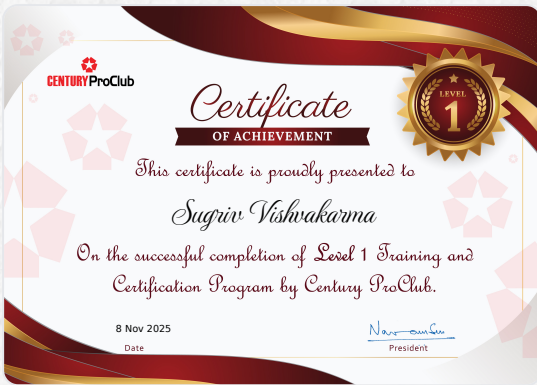 CENTURY ProClub
Certificate
OF ACHIEVEMENT
LEVEL
1
This certificate is proudly presented to
Sugriv Vishvakarma
On the successful completion of Level 1 Training and
Certification Program by Century ProClub.
8 Nov 2025
Date
President